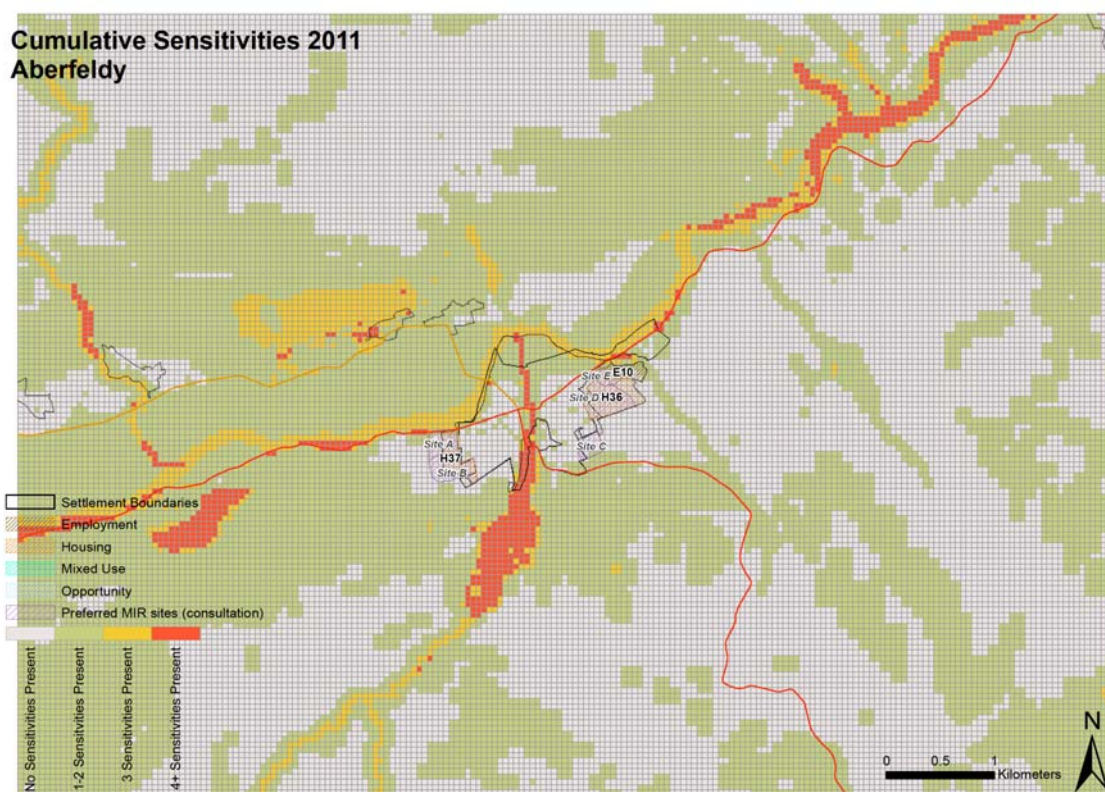 Cumulative Sensitivities 2011
Aberfeldy
Site E
E10
Site D
H36
Site A
Site C
H37
Site B
Settlement Boundaries
Employment
Housing
Mixed Use
Opportunity
Preferred MIR sites (consultation)
No Sensitivities Present
1-2 Sensitvities Present
3 Sensitivities Present
4+ Sensitivities Present
N
0 0.5 1
Kilometers